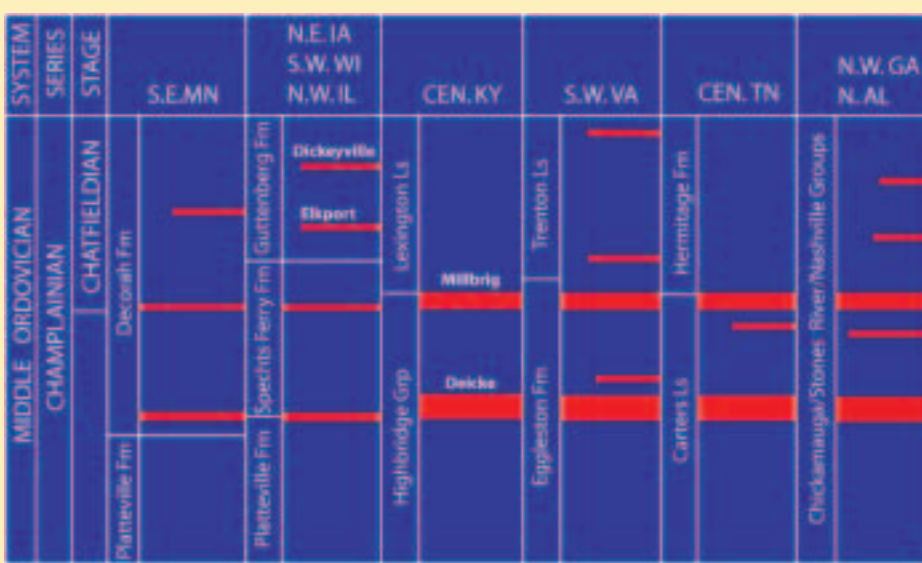 SYSTEM
SERIES
STAGE
S.E.MN
N.E. IA
S.W. WI
N.W. IL
CEN. KY
S.W. VA
CEN. TN
N.W. GA
N. AL
MIDDLE ORDOVICIAN
CHAMPLAINIAN
CHATFIELDIAN
Decorah Fm
Platteville Fm
Guttenberg Fm
Spechts Ferry Fm
Platteville Fm
Dickeyville
Elkport
Lexington Ls
Highbridge Grp
Millbrig
Deicke
Trenton Ls
Eggleston Fm
Hermitage Fm
Carters Ls
Chickamauga/Stones River/Nashville Groups